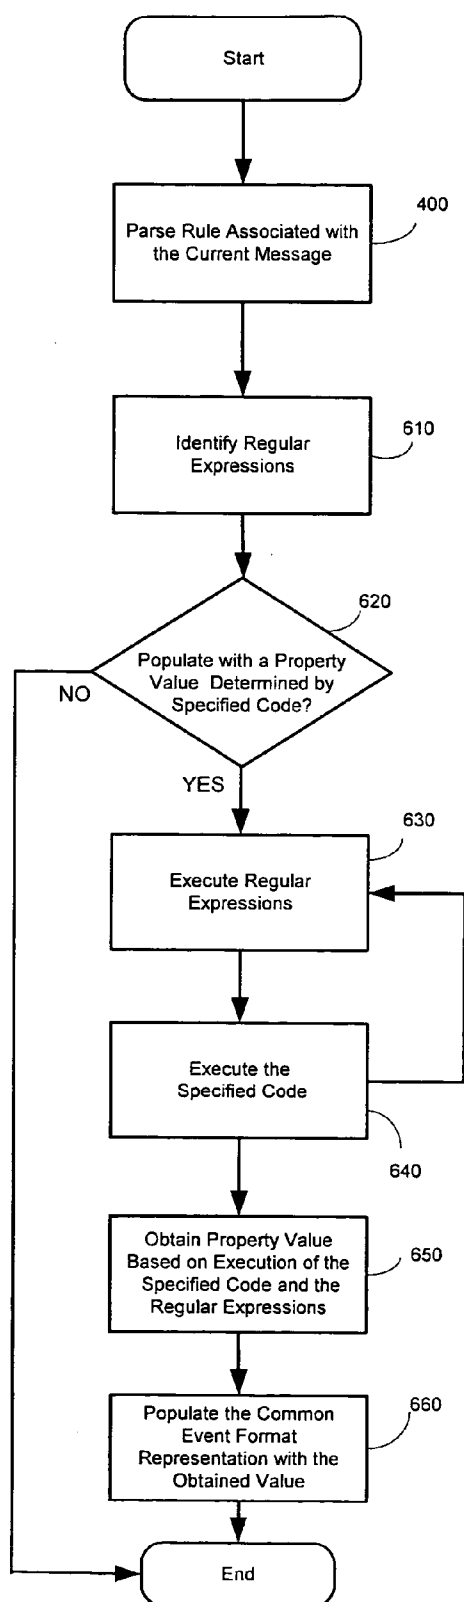 Start
400
Parse Rule Associated with
the Current Message
610
Identify Regular
Expressions
620
Populate with a Property
Value Determined by
Specified Code?
NO
YES
630
Execute Regular
Expressions
Execute the
Specified Code
640
Obtain Property Value
Based on Execution of the
Specified Code and the
Regular Expressions
650
Populate the Common
Event Format
Representation with the
Obtained Value
660
End